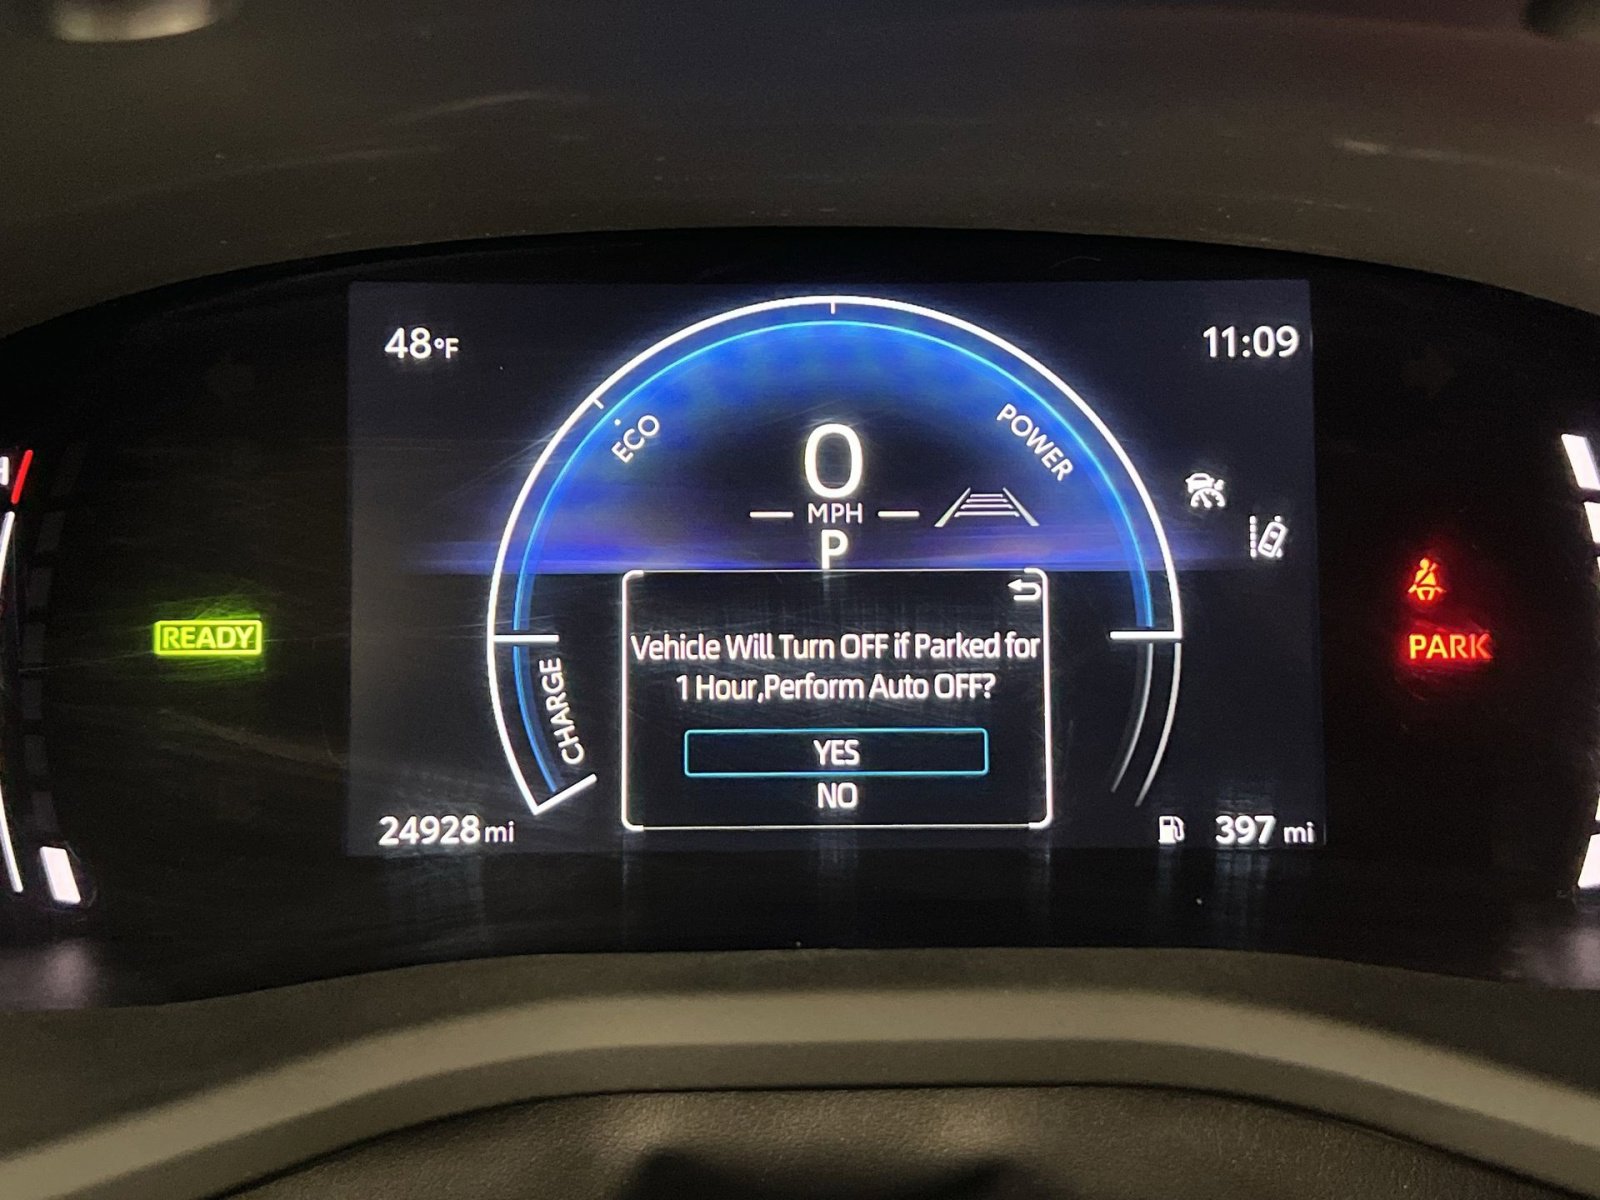 48°F
11:09
ECO
POWER
0
MPH
P
READY
PARK
Vehicle Will Turn OFF if Parked for
1 Hour,Perform Auto OFF?
YES
NO
CHARGE
24928 mi
397 mi